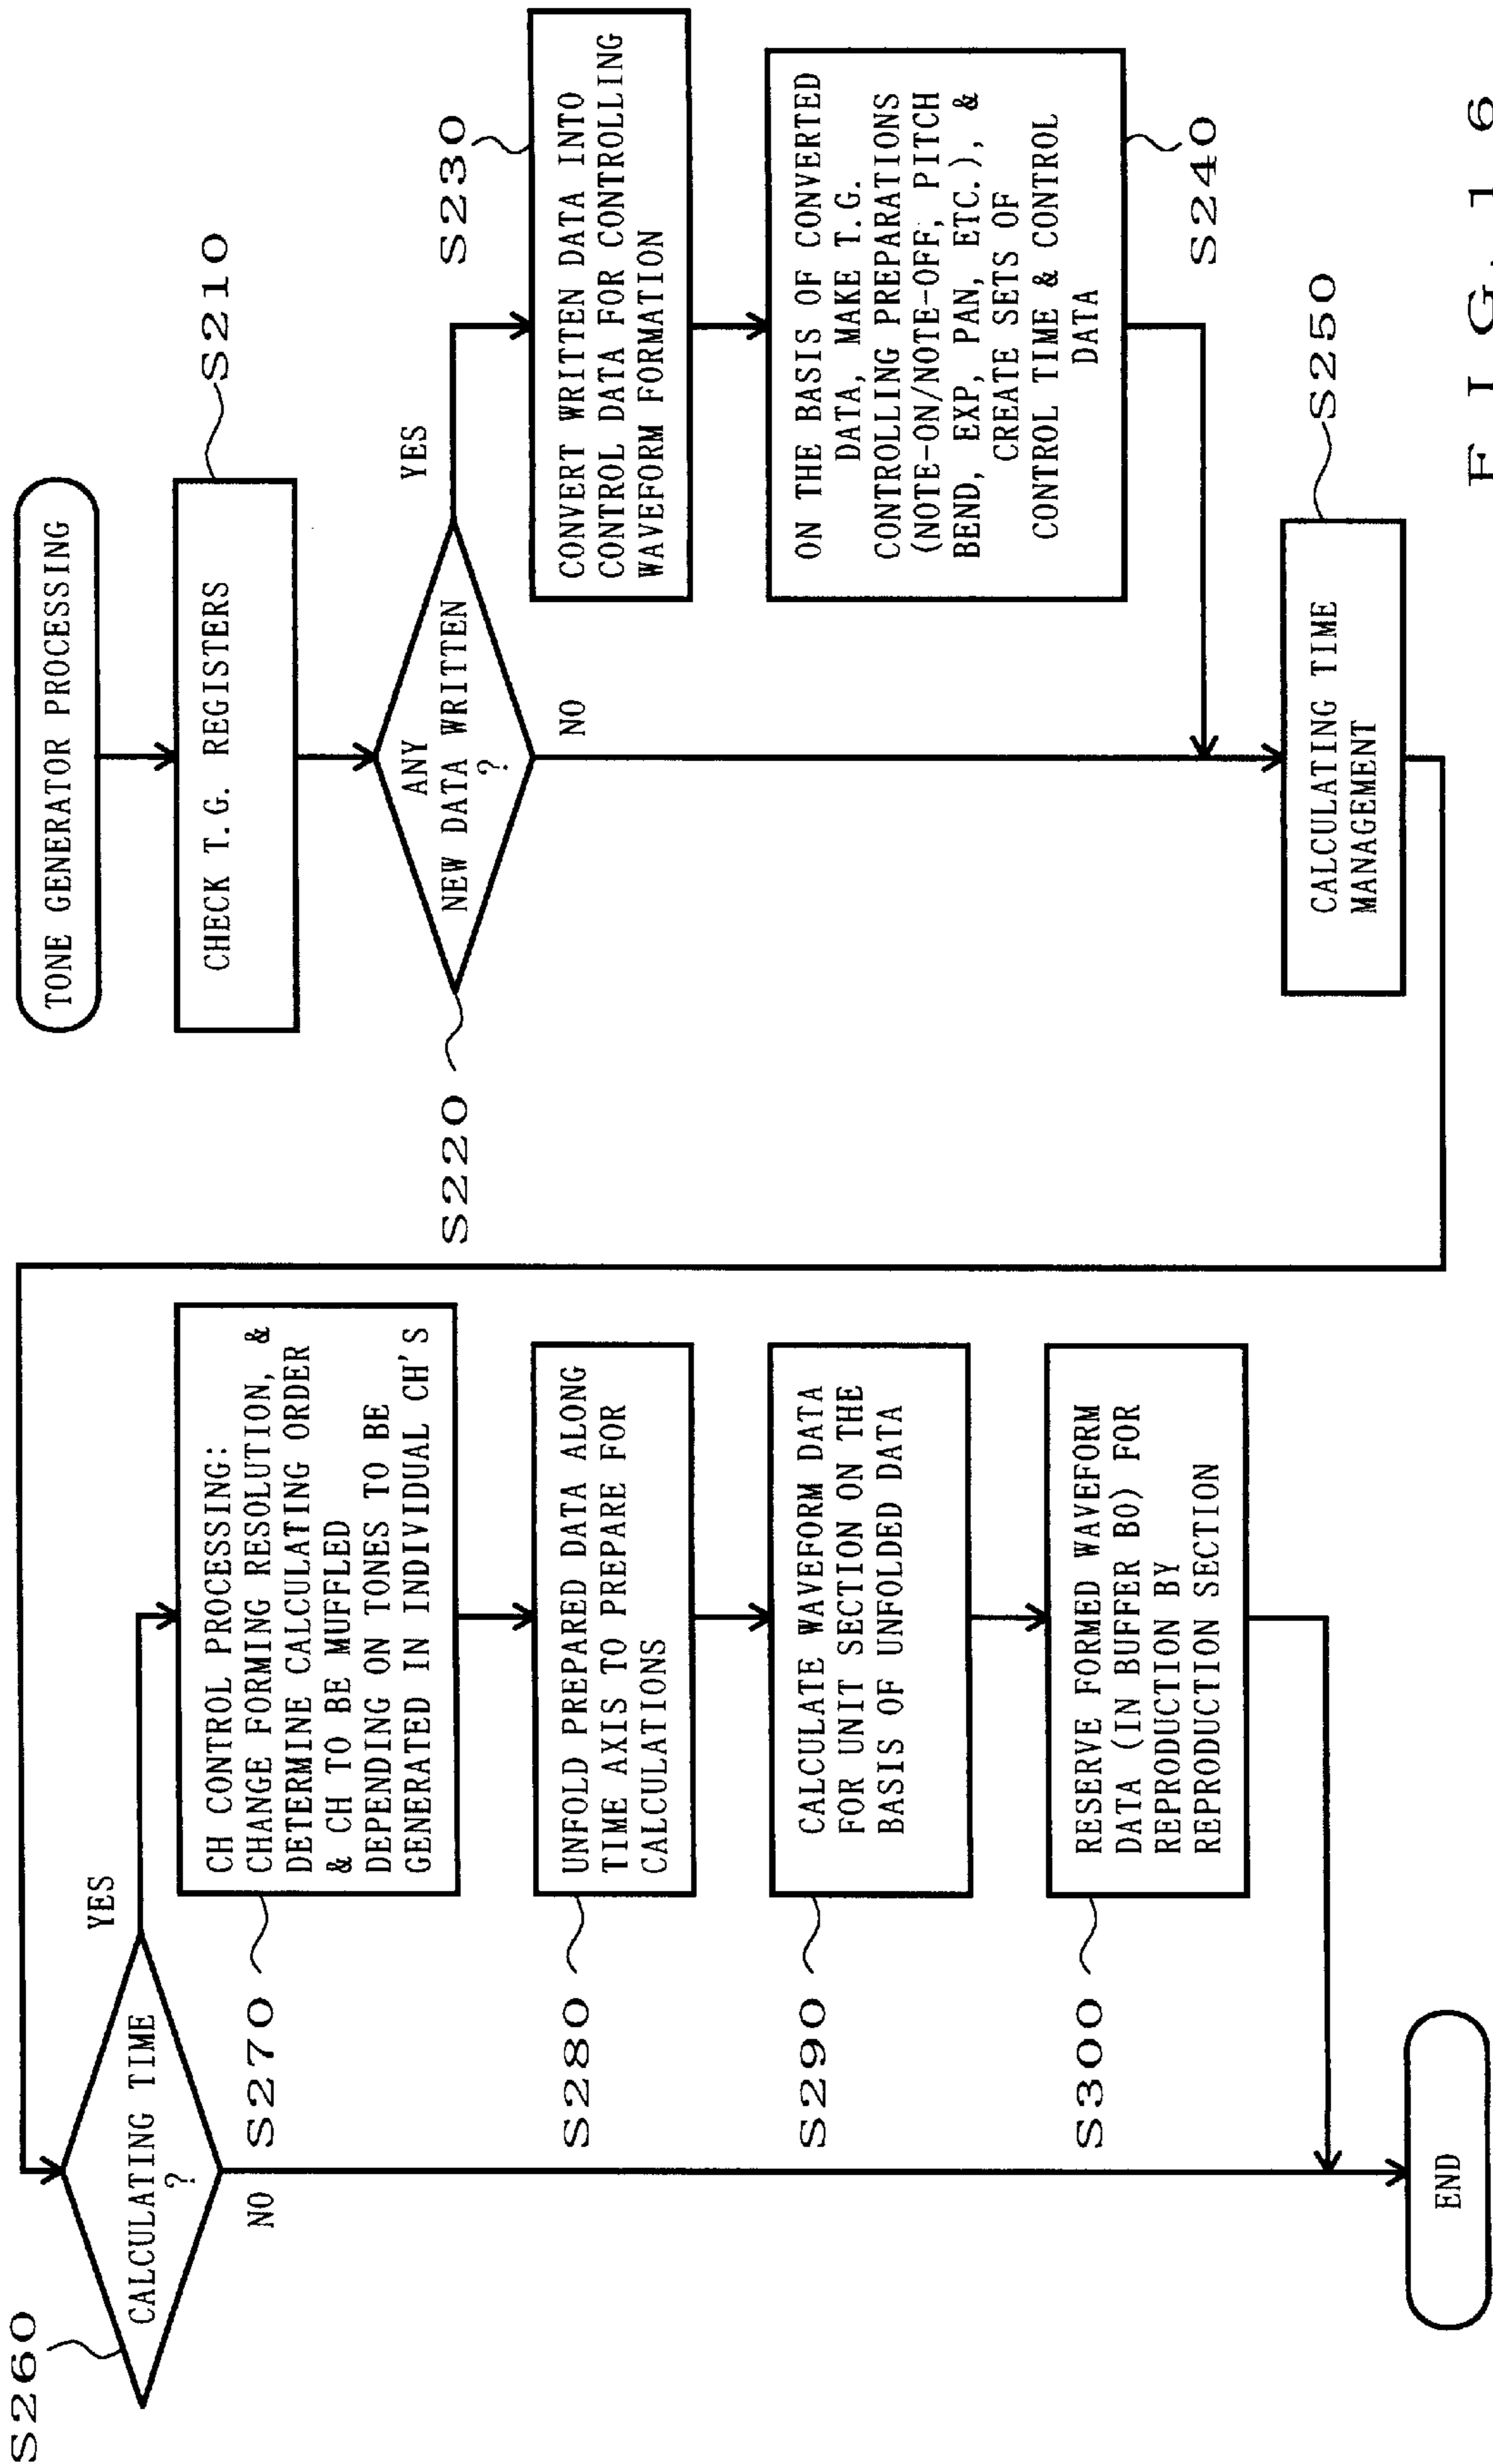 TONE GENERATOR PROCESSING
CHECK T.G. REGISTERS
S210
ANY
NEW DATA WRITTEN
?
S220
YES
NO
S230
CONVERT WRITTEN DATA INTO
CONTROL DATA FOR CONTROLLING
WAVEFORM FORMATION
ON THE BASIS OF CONVERTED
DATA, MAKE T.G.
CONTROLLING PREPARATIONS
(NOTE-ON/NOTE-OFF, PITCH
BEND, EXP, PAN, ETC.), &
CREATE SETS OF
CONTROL TIME & CONTROL
DATA
S240
CALCULATING TIME
MANAGEMENT
S250
S260
CALCULATING TIME
?
YES
NO
CH CONTROL PROCESSING:
CHANGE FORMING RESOLUTION, &
DETERMINE CALCULATING ORDER
& CH TO BE MUFFLED
DEPENDING ON TONES TO BE
GENERATED IN INDIVIDUAL CH'S
S270
UNFOLD PREPARED DATA ALONG
TIME AXIS TO PREPARE FOR
CALCULATIONS
S280
CALCULATE WAVEFORM DATA
FOR UNIT SECTION ON THE
BASIS OF UNFOLDED DATA
S290
RESERVE FORMED WAVEFORM
DATA (IN BUFFER B0) FOR
REPRODUCTION BY
REPRODUCTION SECTION
S300
END
FIG. 16